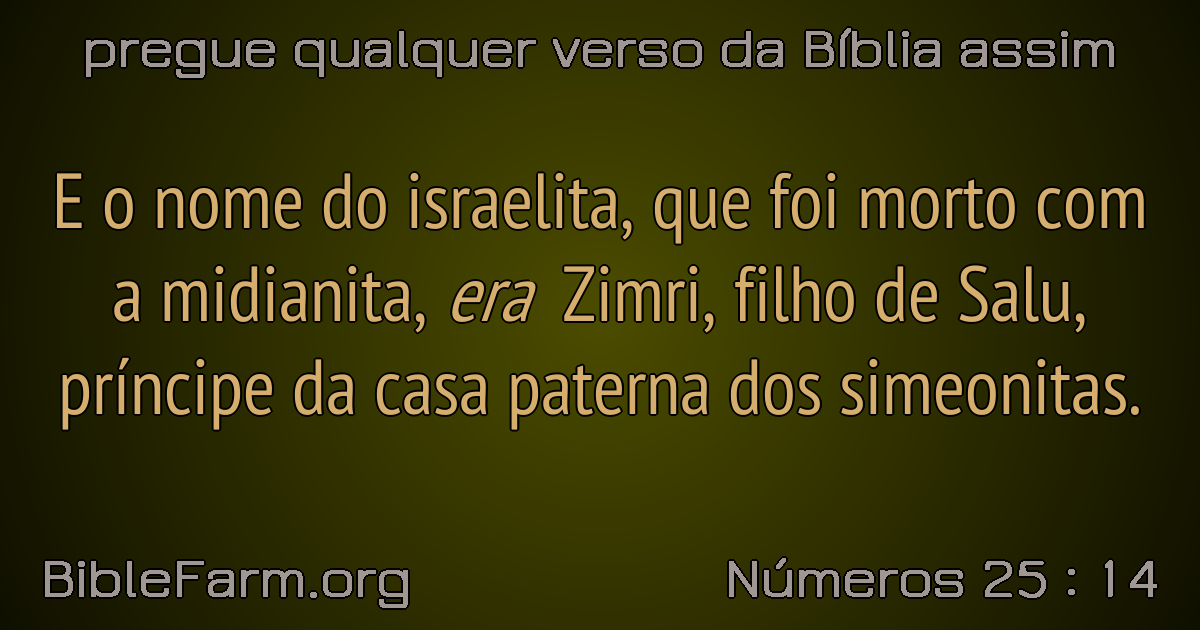 pregue qualquer verso da Bíblia assim
E o nome do israelita, que foi morto com
a midianita, era Zimri, filho de Salu,
príncipe da casa paterna dos simeonitas.
BibleFarm.org
Números 25 : 14